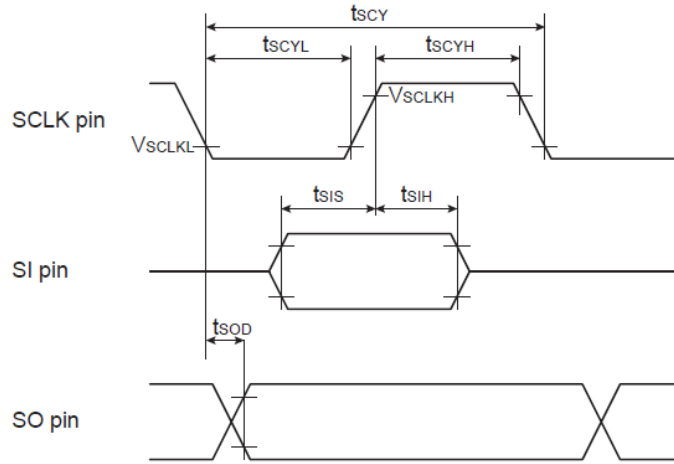 tSCY
tSCYL tSCYH
SCLK pin
VSCLKH
VSCLKL
tSIS tSIH
SI pin
tSOD
SO pin